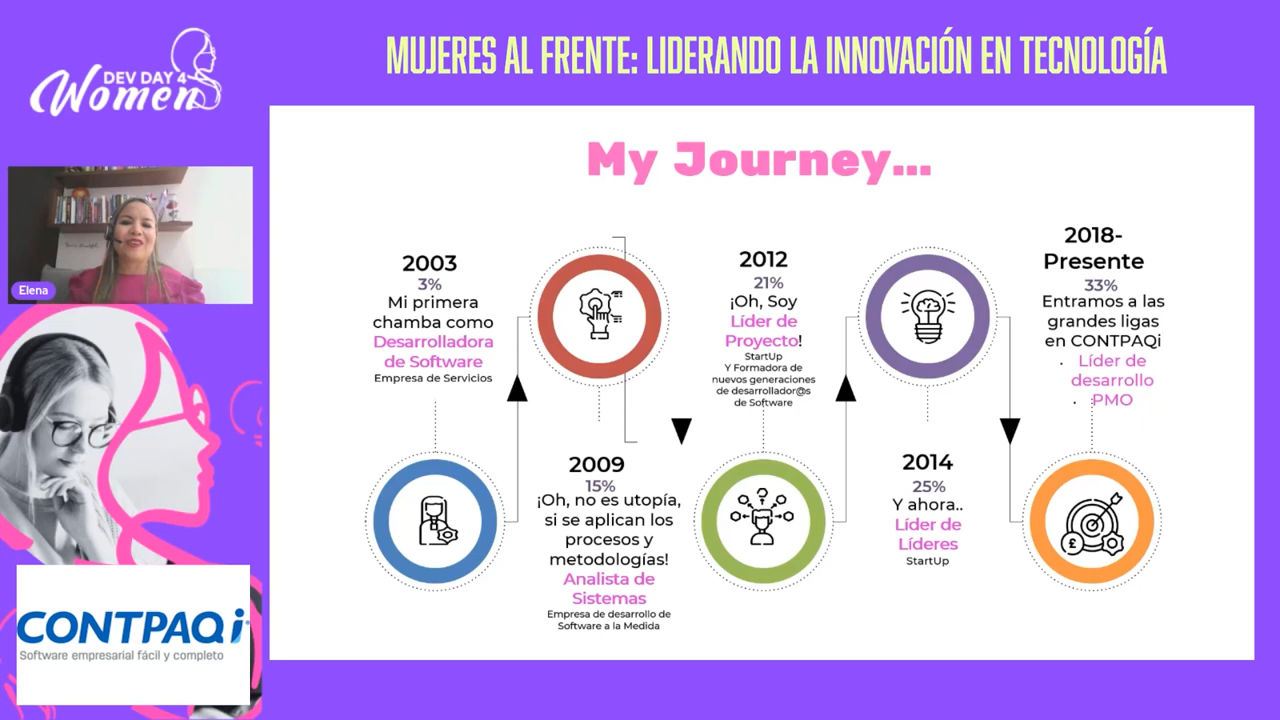 DEV DAY 4
Women
MUJERES AL FRENTE: LIDERANDO LA INNOVACIÓN EN TECNOLOGÍA
Elena
CONTPAQi
Software empresarial fácil y completo
My Journey...
2003
3%
Mi primera
chamba como
Desarrolladora
de Software
Empresa de Servicios
2009
15%
¡Oh, no es utopía,
si se aplican los
procesos y
metodologías!
Analista de
Sistemas
Empresa de desarrollo de
Software a la Medida
2012
21%
¡Oh, Soy
Líder de
Proyecto!
StartUp
Y Formadora de
nuevos generaciones
de desarrollador@s
de Software
2014
25%
Y ahora..
Líder de
Líderes
StartUp
2018-
Presente
33%
Entramos a las
grandes ligas
en CONTPAQi
· Líder de
desarrollo
· PMO
£